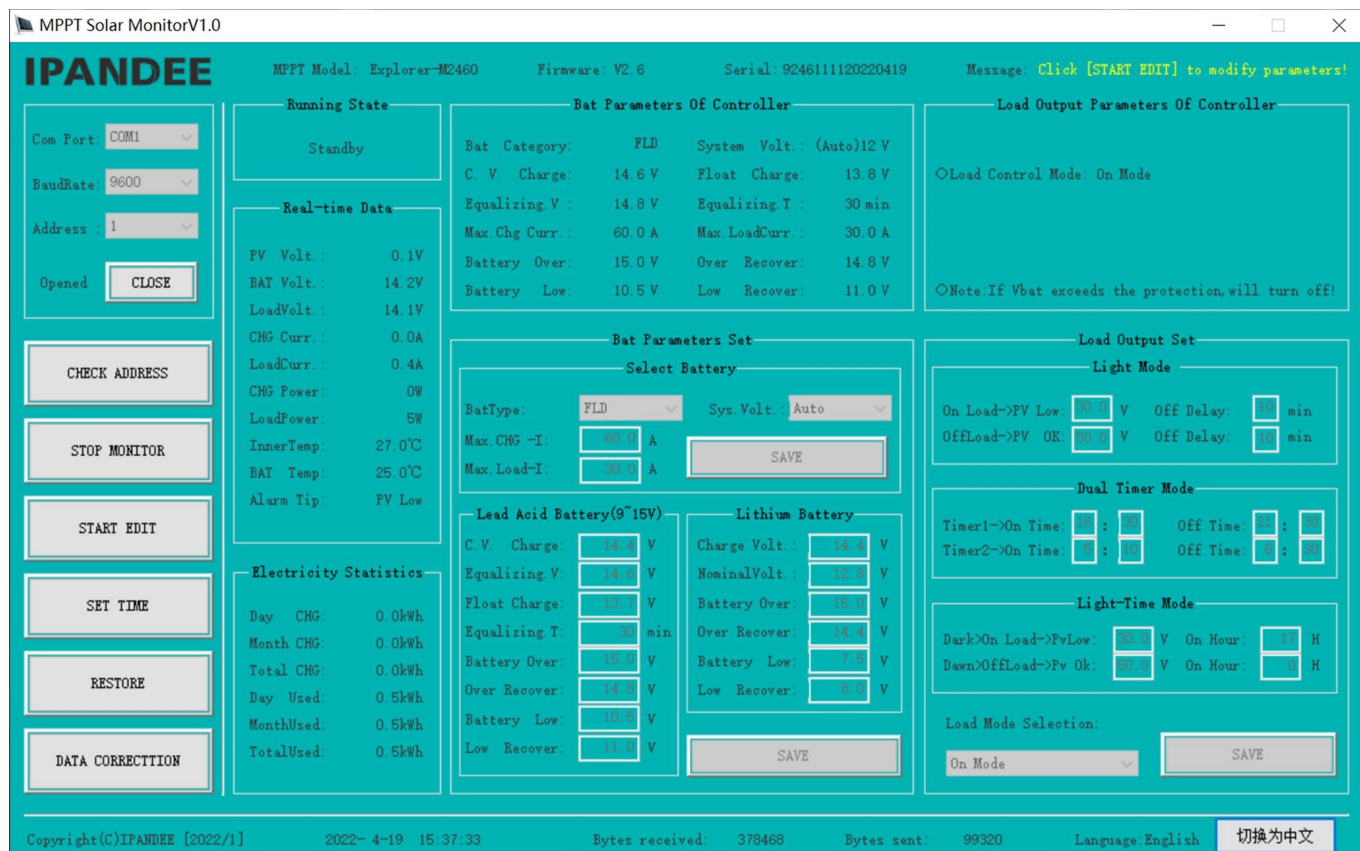 MPPT Solar MonitorV1.0
IPANDEE
MPPT Model: Explorer-M2460 Firmware: V2.6 Serial: 9246111120220419 Message: Click [START EDIT] to modify parameters!
Com Port: COM1
BaudRate: 9600
Address : 1
Opened CLOSE
CHECK ADDRESS
STOP MONITOR
START EDIT
SET TIME
RESTORE
DATA CORRECTTION
Running State
Standby
Real-time Data
PV Volt.: 0.1V
BAT Volt.: 14.2V
LoadVolt.: 14.1V
CHG Curr.: 0.0A
LoadCurr.: 0.4A
CHG Power: 0W
LoadPower: 5W
InnerTemp: 27.0℃
BAT Temp: 25.0℃
Alarm Tip: PV Low
Electricity Statistics
Day CHG: 0.0kWh
Month CHG: 0.0kWh
Total CHG: 0.0kWh
Day Used: 0.5kWh
MonthUsed: 0.5kWh
TotalUsed: 0.5kWh
Bat Parameters Of Controller
Bat Category: FLD System Volt.: (Auto)12 V
C. V. Charge: 14.6 V Float Charge: 13.8 V
Equalizing.V : 14.8 V Equalizing.T : 30 min
Max.Chg Curr.: 60.0 A Max.LoadCurr.: 30.0 A
Battery Over: 15.0 V Over Recover: 14.8 V
Battery Low: 10.5 V Low Recover: 11.0 V
Bat Parameters Set
Select Battery
BatType: FLD Sys.Volt.: Auto
Max.CHG -I: 60.0 A
Max.Load-I: 30.0 A
SAVE
Lead Acid Battery(9~15V)
C.V. Charge: 14.4 V
Equalizing.V: 14.6 V
Float Charge: 13.7 V
Equalizing.T: 30 min
Battery Over: 15.0 V
Over Recover: 14.8 V
Battery Low: 10.5 V
Low Recover: 11.0 V
Lithium Battery
Charge Volt.: 14.4 V
NominalVolt.: 12.8 V
Battery Over: 15.0 V
Over Recover: 14.4 V
Battery Low: 7.5 V
Low Recover: 8.0 V
SAVE
Load Output Parameters Of Controller
○Load Control Mode: On Mode
○Note:If Vbat exceeds the protection,will turn off!
Load Output Set
Light Mode
On Load->PV Low: 30.0 V Off Delay: 10 min
OffLoad->PV OK: 50.0 V Off Delay: 10 min
Dual Timer Mode
Timer1->On Time: 18 : 30 Off Time: 21 : 30
Timer2->On Time: 5 : 10 Off Time: 6 : 30
Light-Time Mode
Dark>On Load->PvLow: 30.0 V On Hour: 17 H
Dawn>OffLoad->Pv Ok: 50.0 V On Hour: 0 H
Load Mode Selection:
On Mode
SAVE
Copyright(C)IPANDEE [2022/1] 2022- 4-19 15:37:33 Bytes received: 378468 Bytes sent: 99320 Language:English 切换为中文